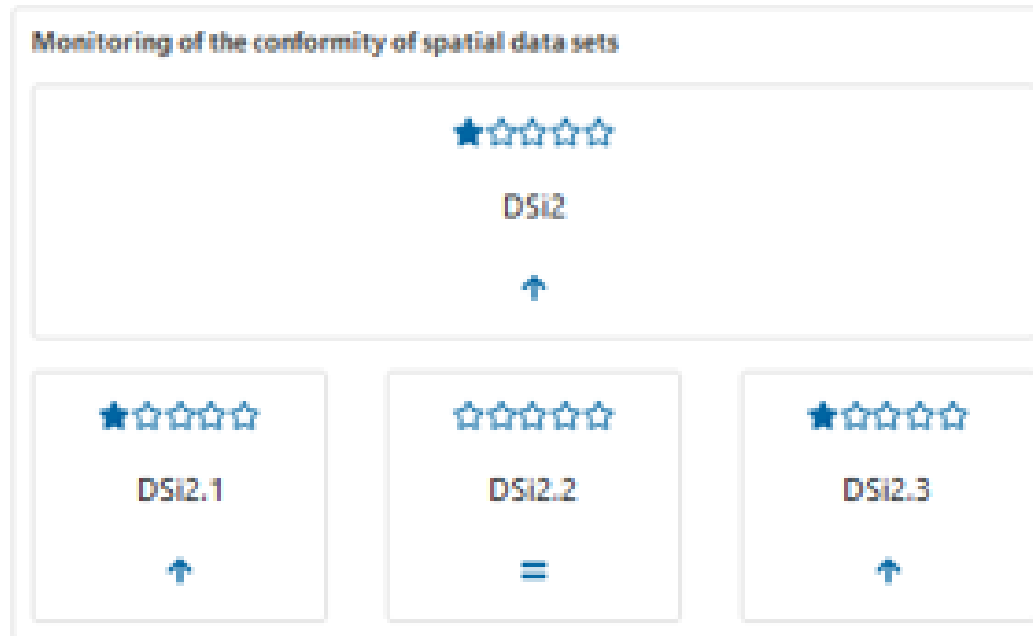 Monitoring of the conformity of spatial data sets
DSi2
DSi2.1 DSi2.2 DSi2.3